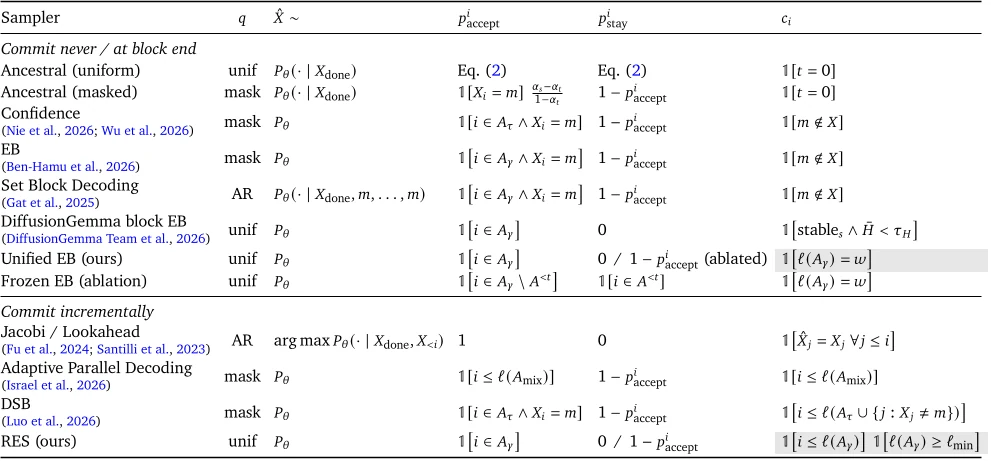 Sampler q X̂ ∼ p^i_accept p^i_stay c_i
Commit never / at block end
Ancestral (uniform) unif P_θ(· | X_done) Eq. (2) Eq. (2) 𝟙[t = 0]
Ancestral (masked) mask P_θ(· | X_done) 𝟙[X_i = m] (α_s−α_t)/(1−α_t) 1 − p^i_accept 𝟙[t = 0]
Confidence
(Nie et al., 2026; Wu et al., 2026) mask P_θ 𝟙[i ∈ A_τ ∧ X_i = m] 1 − p^i_accept 𝟙[m ∉ X]
EB
(Ben-Hamu et al., 2026) mask P_θ 𝟙[i ∈ A_γ ∧ X_i = m] 1 − p^i_accept 𝟙[m ∉ X]
Set Block Decoding
(Gat et al., 2025) AR P_θ(· | X_done, m, . . . , m) 𝟙[i ∈ A_γ ∧ X_i = m] 1 − p^i_accept 𝟙[m ∉ X]
DiffusionGemma block EB
(DiffusionGemma Team et al., 2026) unif P_θ 𝟙[i ∈ A_γ] 0 𝟙[stable_s ∧ H̄ < τ_H]
Unified EB (ours) unif P_θ 𝟙[i ∈ A_γ] 0 / 1 − p^i_accept (ablated) 𝟙[ℓ(A_γ) = w]
Frozen EB (ablation) unif P_θ 𝟙[i ∈ A_γ \ A^{<t}] 𝟙[i ∈ A^{<t}] 𝟙[ℓ(A_γ) = w]
Commit incrementally
Jacobi / Lookahead
(Fu et al., 2024; Santilli et al., 2023) AR arg max P_θ(· | X_done, X_{<i}) 1 0 𝟙[X̂_j = X_j ∀j ≤ i]
Adaptive Parallel Decoding
(Israel et al., 2026) mask P_θ 𝟙[i ≤ ℓ(A_mix)] 1 − p^i_accept 𝟙[i ≤ ℓ(A_mix)]
DSB
(Luo et al., 2026) mask P_θ 𝟙[i ∈ A_τ ∧ X_i = m] 1 − p^i_accept 𝟙[i ≤ ℓ(A_τ ∪ {j : X_j ≠ m})]
RES (ours) unif P_θ 𝟙[i ∈ A_γ] 0 / 1 − p^i_accept 𝟙[i ≤ ℓ(A_γ)] 𝟙[ℓ(A_γ) ≥ ℓ_min]